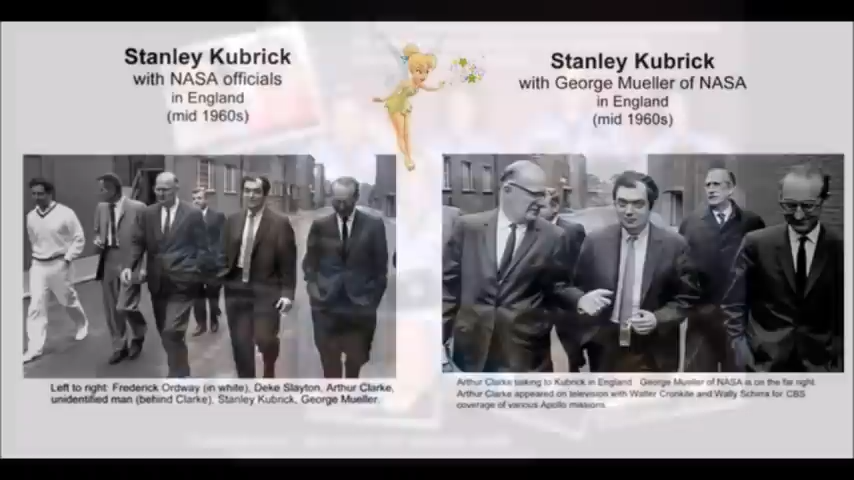 Stanley Kubrick
with NASA officials
in England
(mid 1960s)
Left to right: Frederick Ordway (in white), Deke Slayton, Arthur Clarke,
unidentified man (behind Clarke), Stanley Kubrick, George Mueller.
Stanley Kubrick
with George Mueller of NASA
in England
(mid 1960s)
Arthur Clarke talking to Kubrick in England. George Mueller of NASA is on the far right.
Arthur Clarke appeared on television with Walter Cronkite and Wally Schirra for CBS
coverage of various Apollo missions.